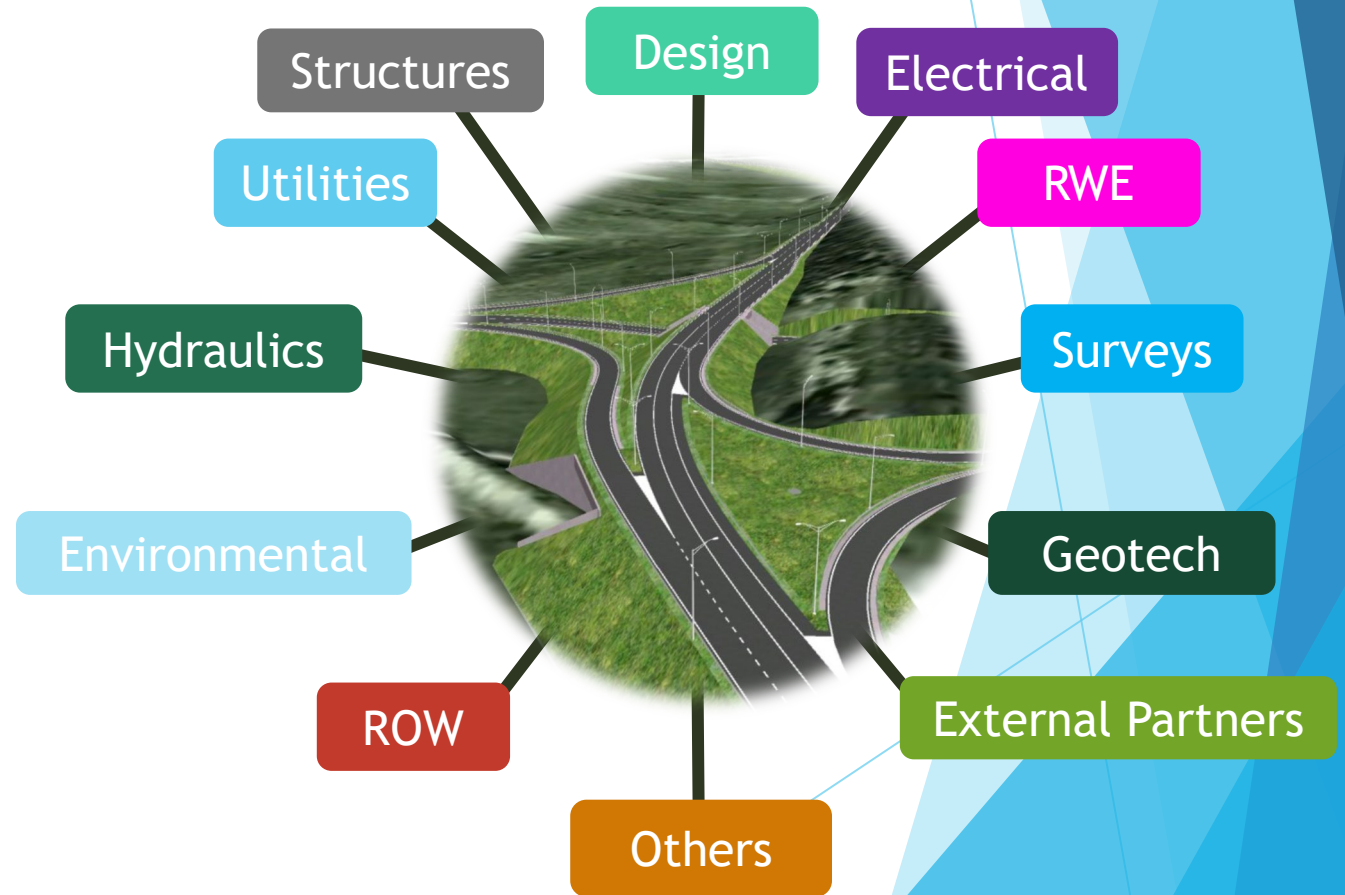 Design
Structures
Electrical
Utilities
RWE
Hydraulics
Surveys
Environmental
Geotech
ROW
External Partners
Others